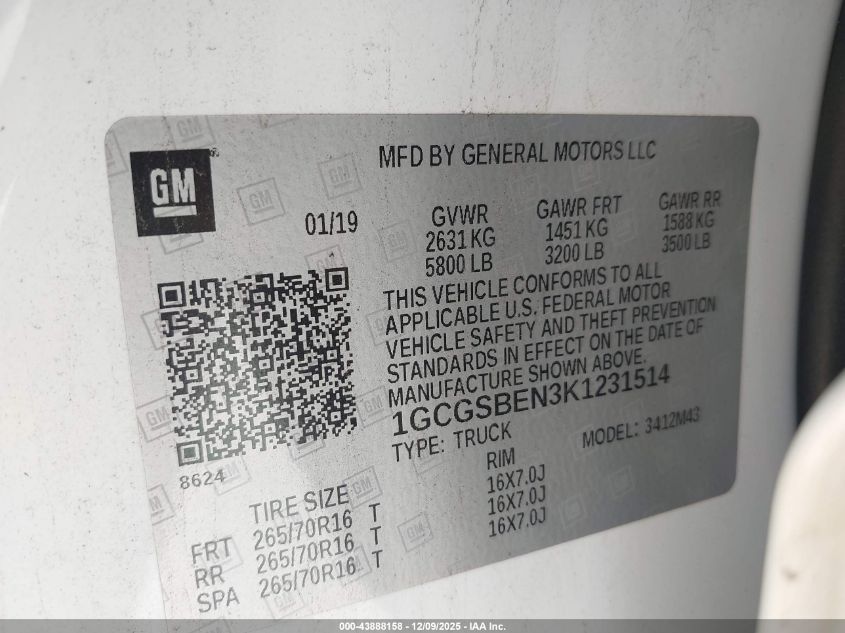 GM
MFD BY GENERAL MOTORS LLC
01/19
GVWR GAWR FRT GAWR RR
2631 KG 1451 KG 1588 KG
5800 LB 3200 LB 3500 LB
THIS VEHICLE CONFORMS TO ALL
APPLICABLE U.S. FEDERAL MOTOR
VEHICLE SAFETY AND THEFT PREVENTION
STANDARDS IN EFFECT ON THE DATE OF
MANUFACTURE SHOWN ABOVE.
1GCGSBEN3K1231514
TYPE: TRUCK MODEL: 3412M43
8624
TIRE SIZE RIM
FRT 265/70R16 T 16X7.0J
RR 265/70R16 T 16X7.0J
SPA 265/70R16 T 16X7.0J
000-43888158 - 12/09/2025 - IAA Inc.